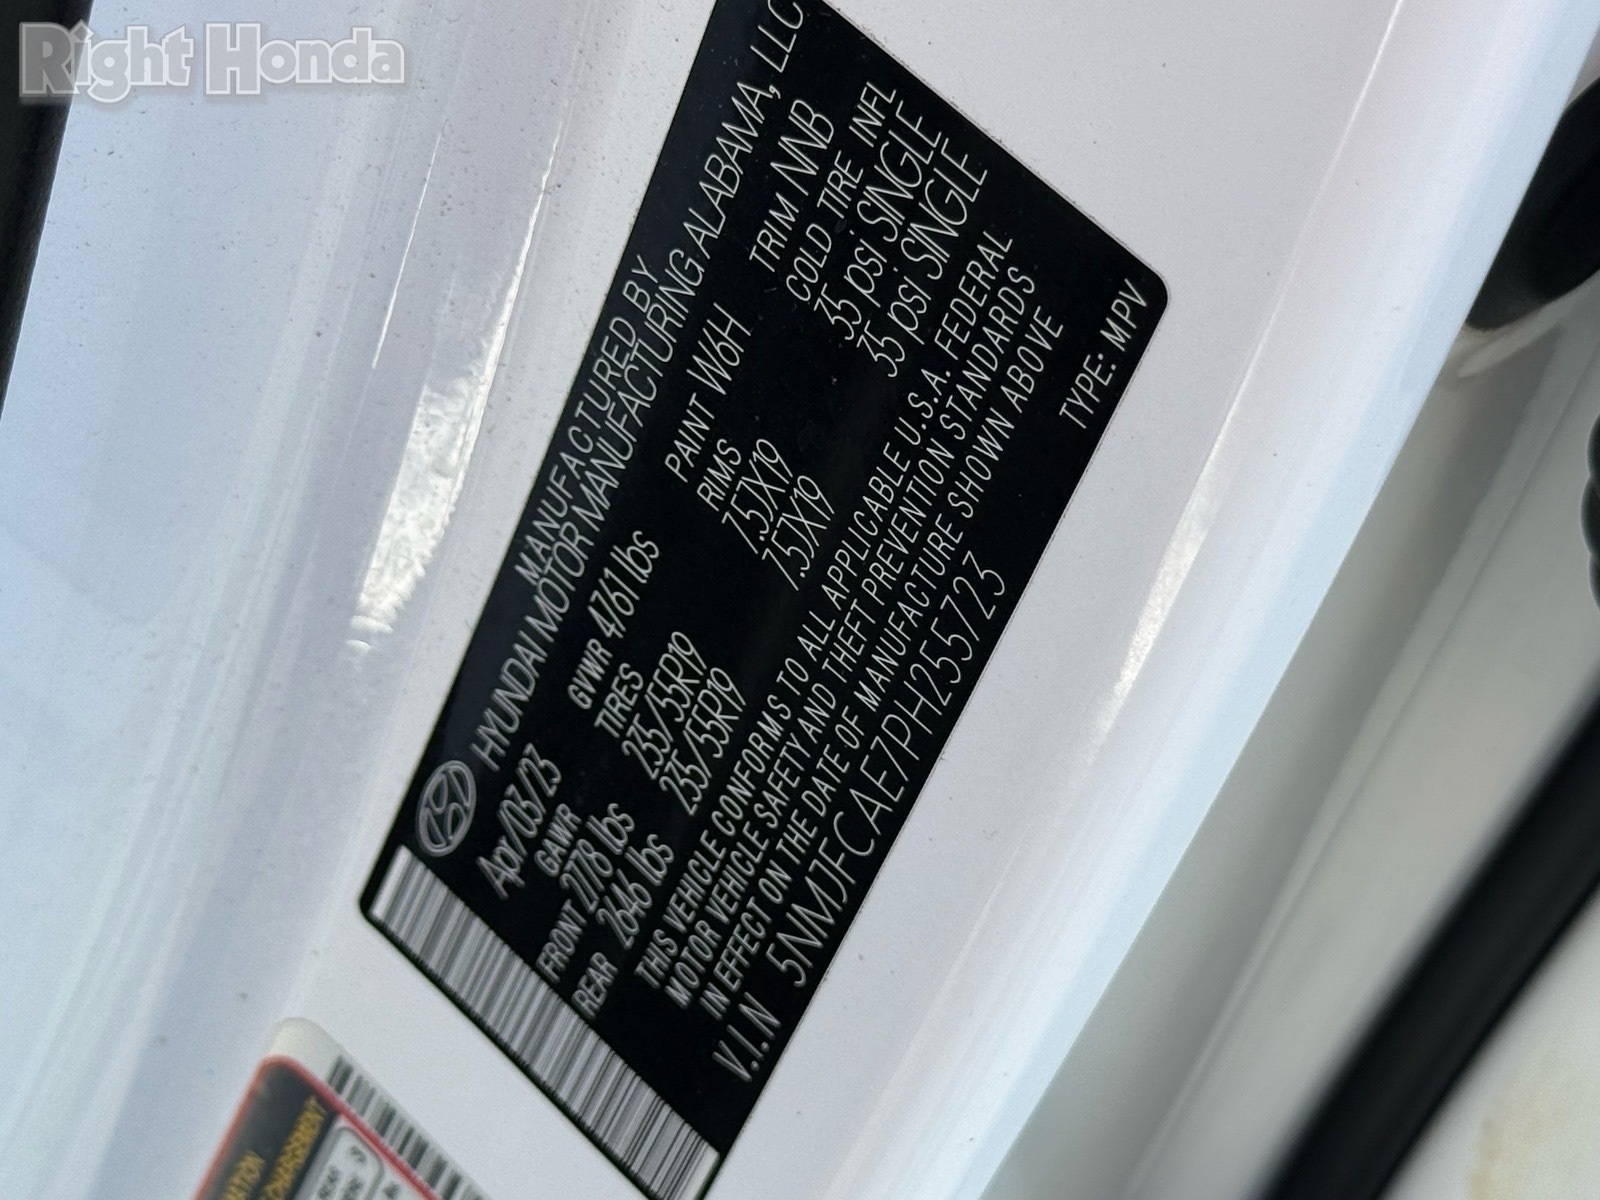 Right Honda
MANUFACTURED BY
HYUNDAI MOTOR MANUFACTURING ALABAMA, LLC
Apr/03/23 GVWR 4761 lbs PAINT W6H TRIM NNB
GAWR TIRES RIMS COLD TIRE INFL
FRONT 2778 lbs 235/55R19 7.5JX19 35 psi SINGLE
REAR 2646 lbs 235/55R19 7.5JX19 35 psi SINGLE
THIS VEHICLE CONFORMS TO ALL APPLICABLE U.S.A. FEDERAL
MOTOR VEHICLE SAFETY AND THEFT PREVENTION STANDARDS
IN EFFECT ON THE DATE OF MANUFACTURE SHOWN ABOVE
V.I.N 5NMJFCAE7PH255723 TYPE: MPV